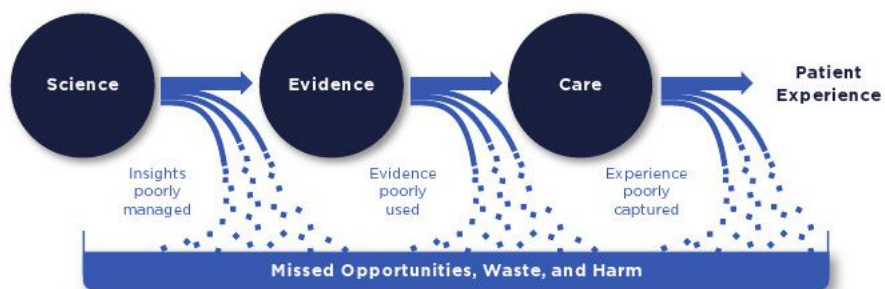 Science
Evidence
Care
Patient
Experience
Insights
poorly
managed
Evidence
poorly
used
Experience
poorly
captured
Missed Opportunities, Waste, and Harm